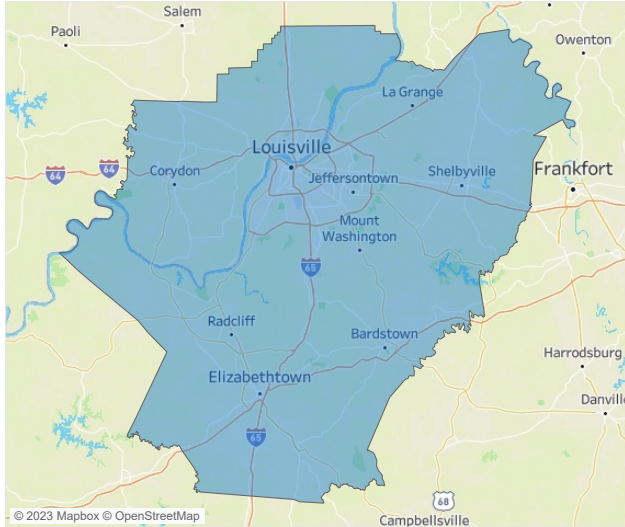 Salem
Paoli
Owenton
La Grange
Louisville
64
64
Corydon
Jeffersontown
Shelbyville
Frankfort
Mount
Washington
65
Radcliff
Bardstown
Harrodsburg
Elizabethtown
Danvill
65
68
Campbellsville
© 2023 Mapbox © OpenStreetMap